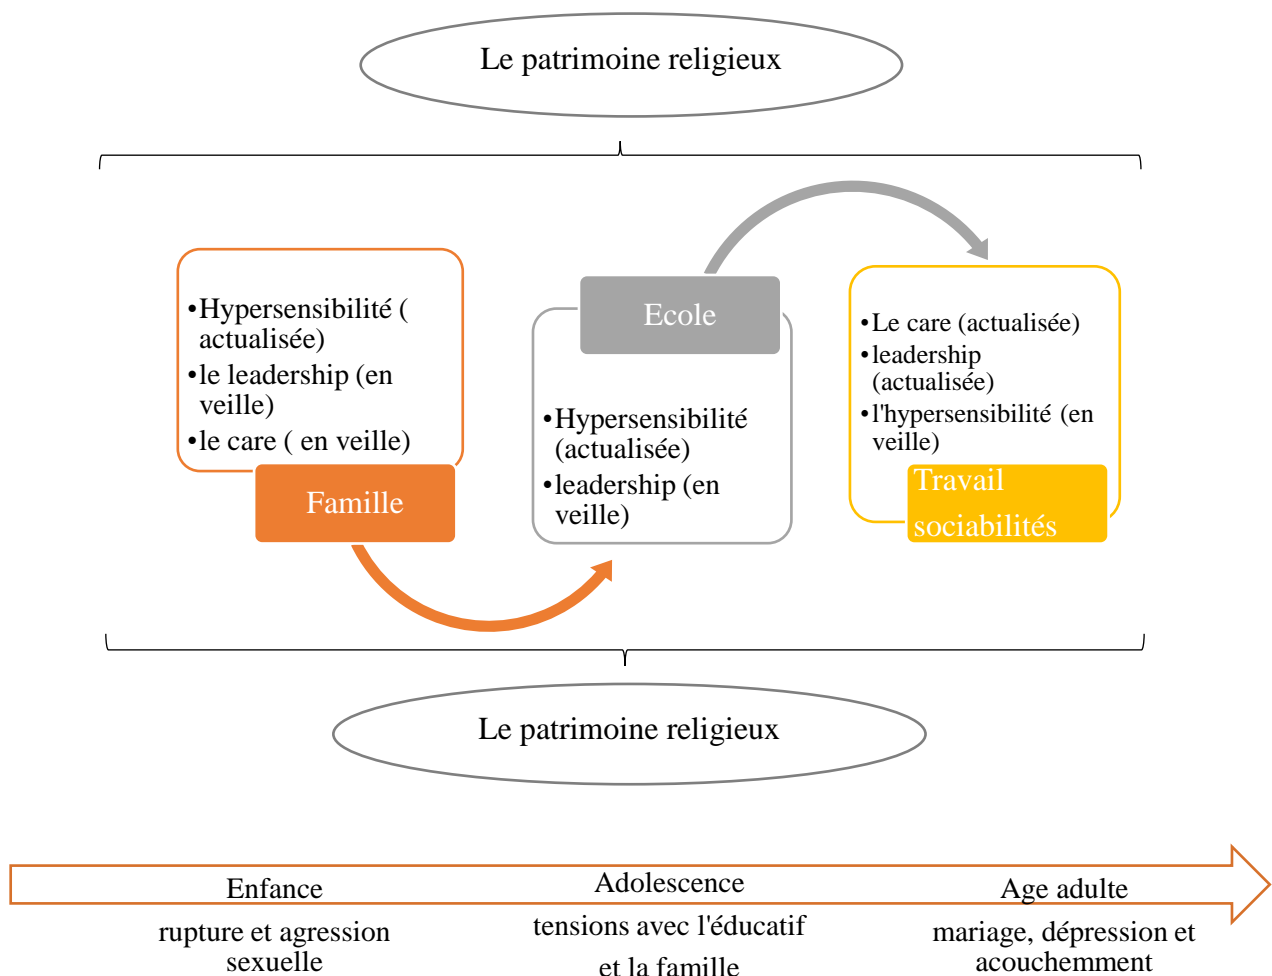 Le patrimoine religieux
•Hypersensibilité (
actualisée)
•le leadership (en
veille)
•le care ( en veille)
Famille
Ecole
•Hypersensibilité
(actualisée)
•leadership (en
veille)
•Le care (actualisée)
•leadership
(actualisée)
•l'hypersensibilité (en
veille)
Travail
sociabilités
Le patrimoine religieux
Enfance
rupture et agression
sexuelle
Adolescence
tensions avec l'éducatif
et la famille
Age adulte
mariage, dépression et
acouchemment